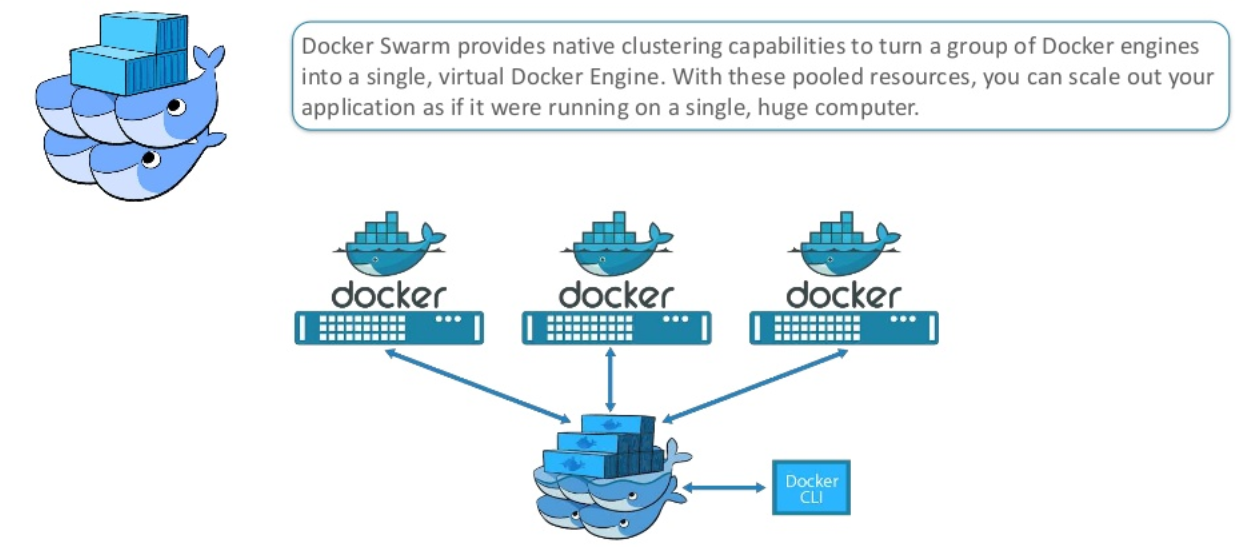 Docker Swarm provides native clustering capabilities to turn a group of Docker engines
into a single, virtual Docker Engine. With these pooled resources, you can scale out your
application as if it were running on a single, huge computer.
docker
docker
docker
Docker
CLI